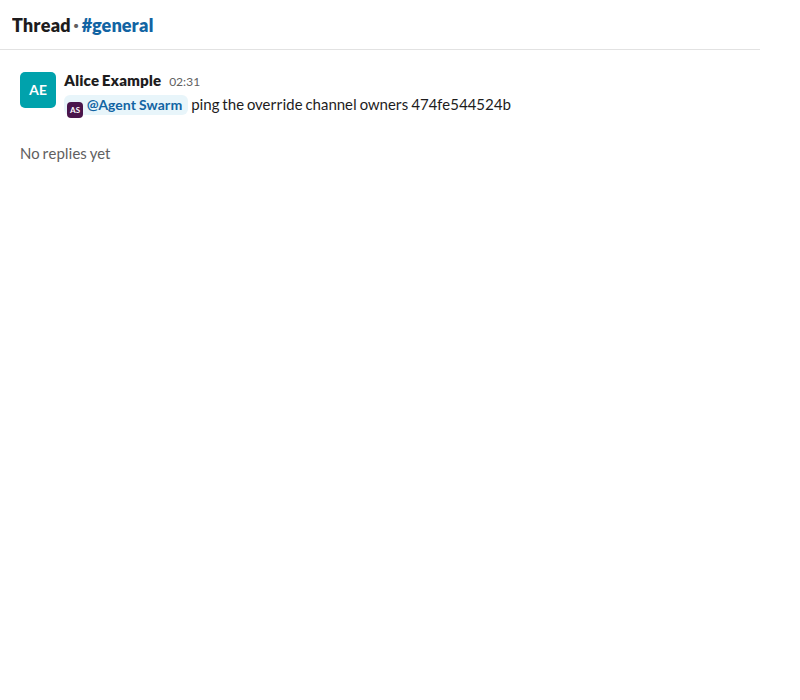 Thread • #general
AE
Alice Example 02:31
AS @Agent Swarm ping the override channel owners 474fe544524b
No replies yet